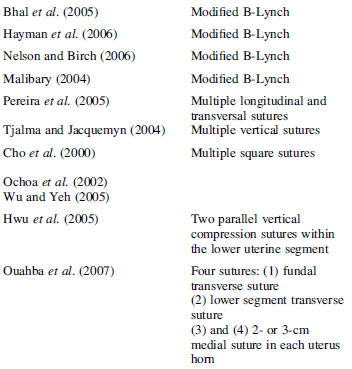 Bhal et al. (2005) Modified B-Lynch
Hayman et al. (2006) Modified B-Lynch
Nelson and Birch (2006) Modified B-Lynch
Malibary (2004) Modified B-Lynch
Pereira et al. (2005) Multiple longitudinal and
transversal sutures
Tjalma and Jacquemyn (2004) Multiple vertical sutures
Cho et al. (2000) Multiple square sutures
Ochoa et al. (2002)
Wu and Yeh (2005)
Hwu et al. (2005) Two parallel vertical
compression sutures within
the lower uterine segment
Ouahba et al. (2007) Four sutures: (1) fundal
transverse suture
(2) lower segment transverse
suture
(3) and (4) 2- or 3-cm
medial suture in each uterus
horn